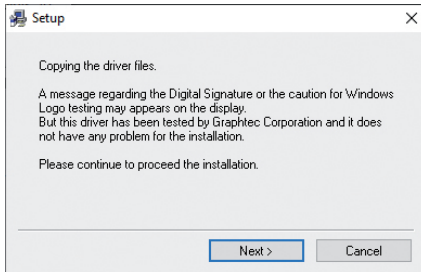 Setup
Copying the driver files.
A message regarding the Digital Signature or the caution for Windows
Logo testing may appears on the display.
But this driver has been tested by Graphtec Corporation and it does
not have any problem for the installation.
Please continue to proceed the installation.
Next >
Cancel